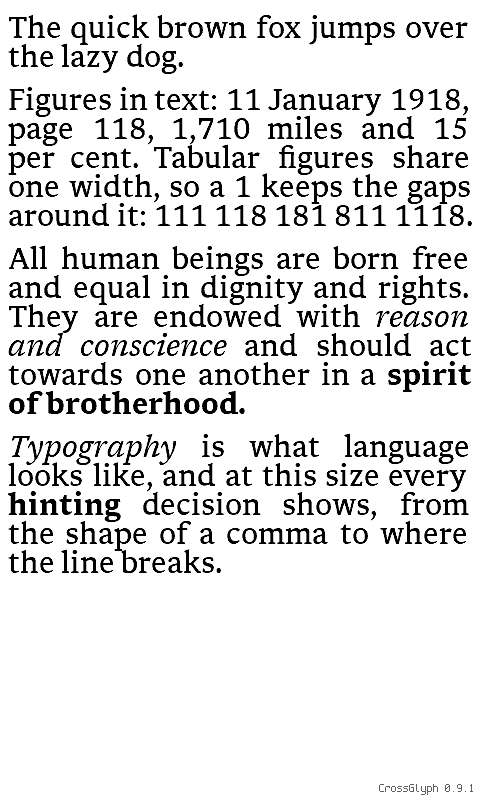 The quick brown fox jumps over
the lazy dog.
Figures in text: 11 January 1918,
page 118, 1,710 miles and 15
per cent. Tabular figures share
one width, so a 1 keeps the gaps
around it: 111 118 181 811 1118.
All human beings are born free
and equal in dignity and rights.
They are endowed with reason
and conscience and should act
towards one another in a spirit
of brotherhood.
Typography is what language
looks like, and at this size every
hinting decision shows, from
the shape of a comma to where
the line breaks.
CrossGlyph 0.9.1